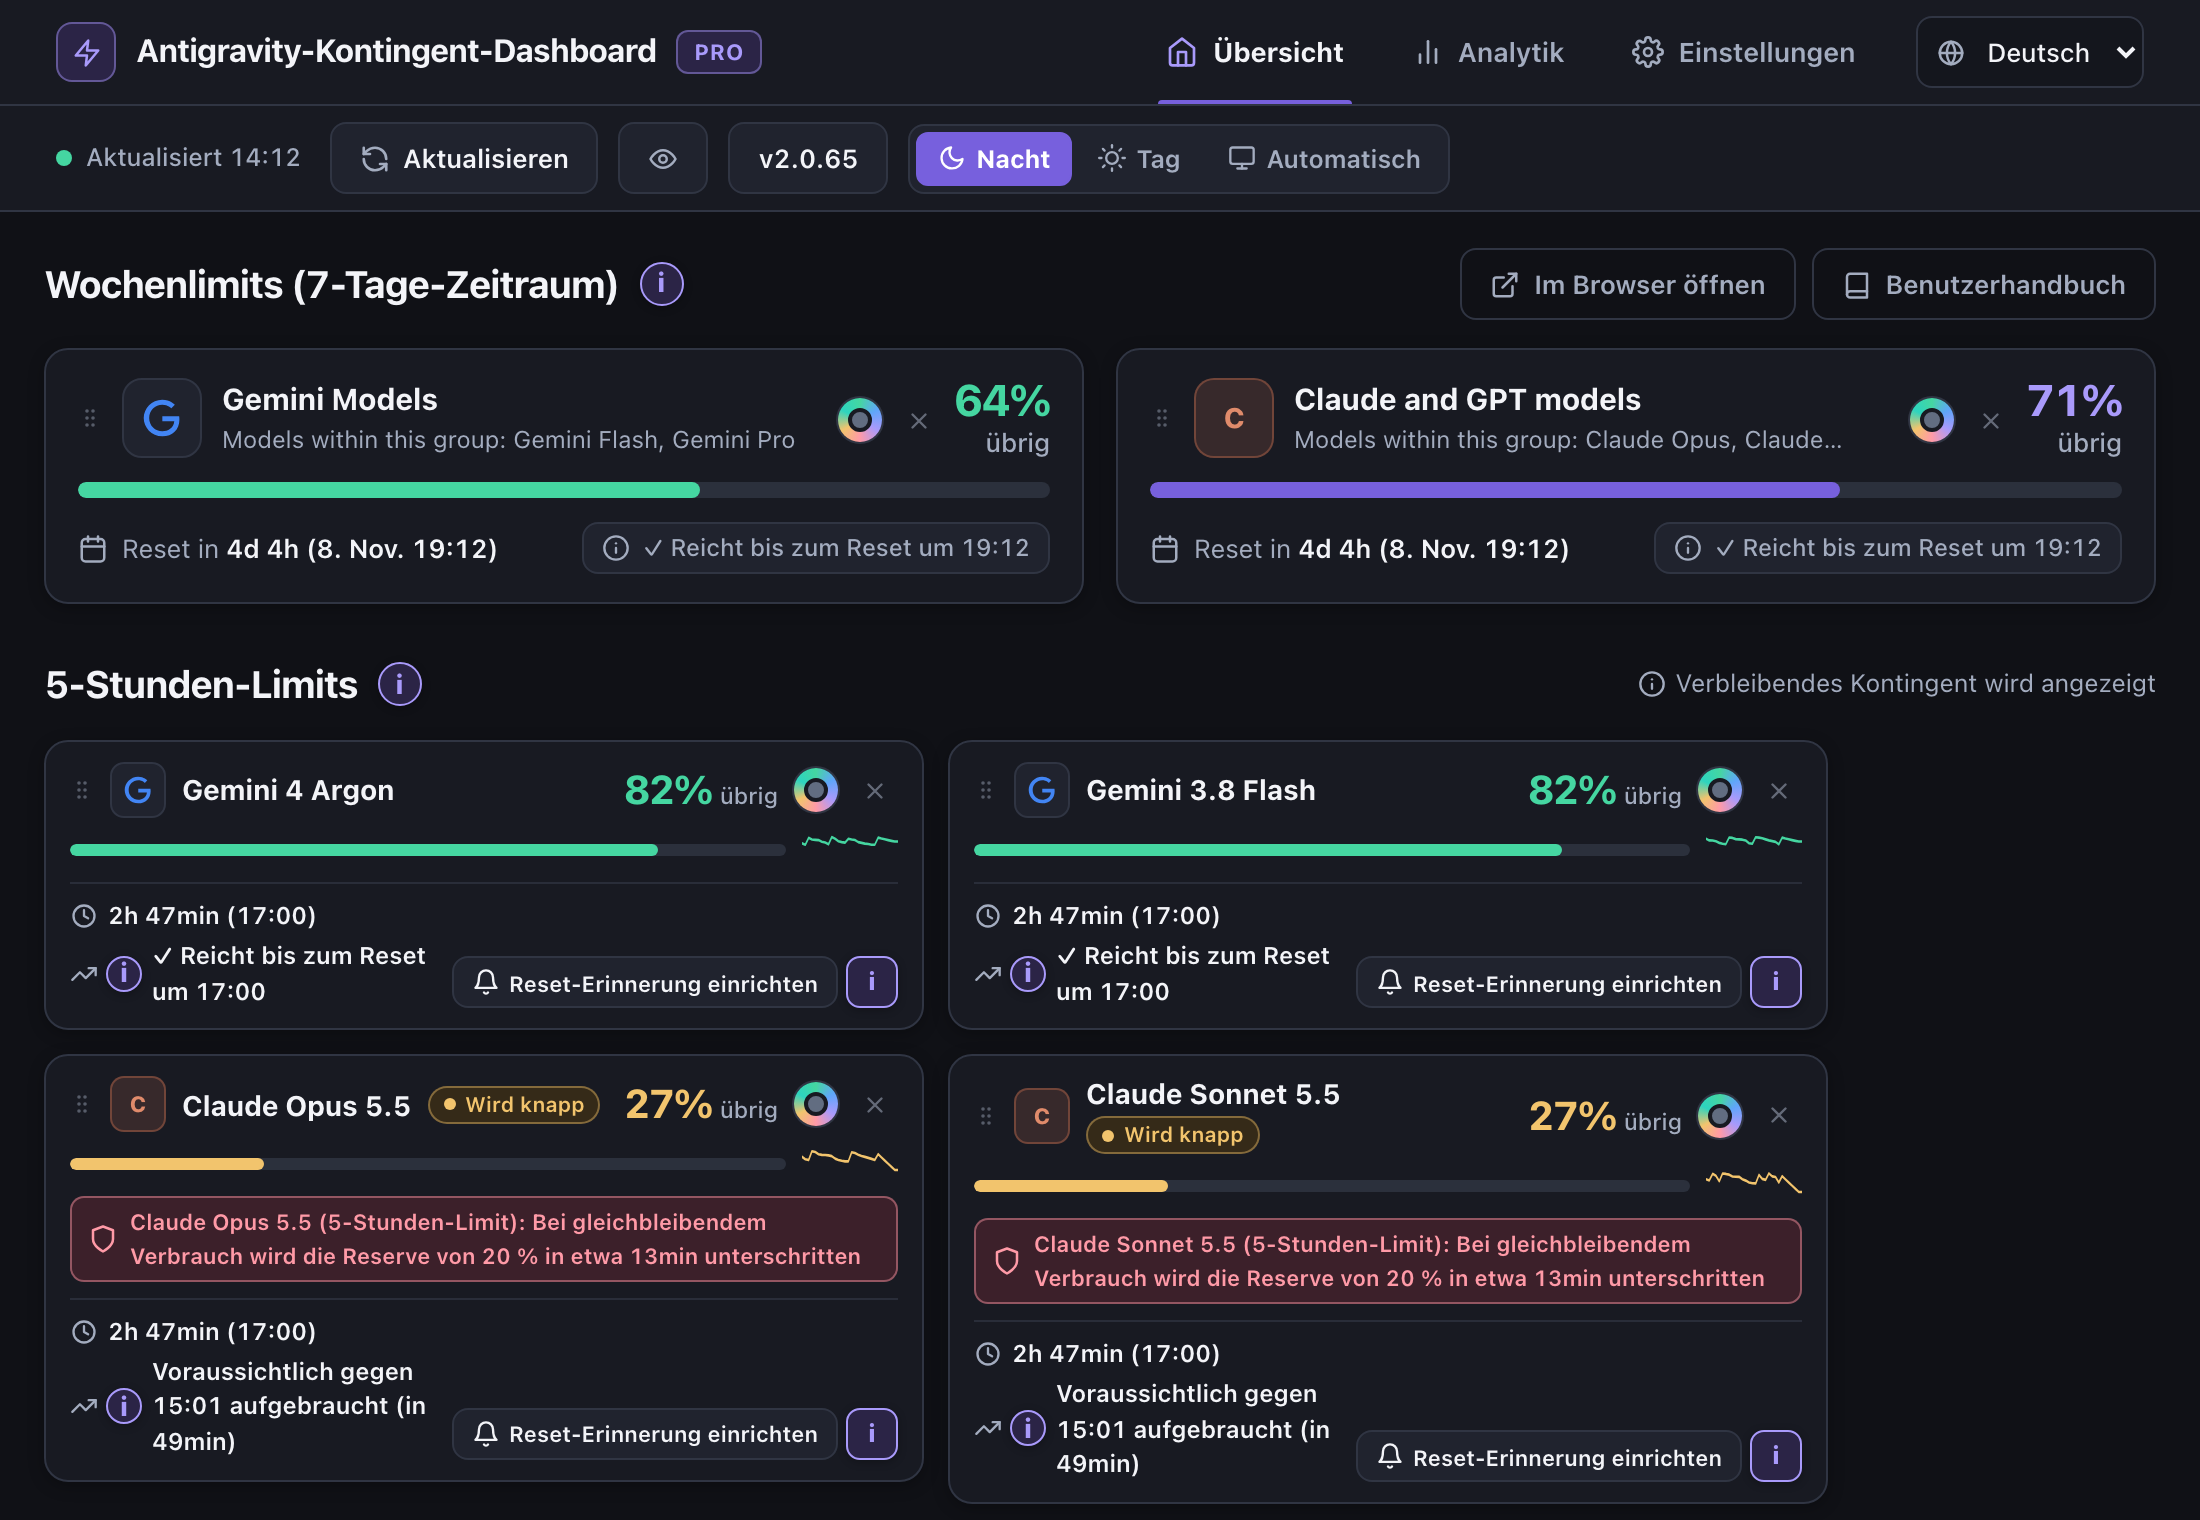 Antigravity-Kontingent-Dashboard PRO
Übersicht
Analytik
Einstellungen
Deutsch
Aktualisiert 14:12
Aktualisieren
v2.0.65
Nacht
Tag
Automatisch
Wochenlimits (7-Tage-Zeitraum) i
Im Browser öffnen
Benutzerhandbuch
G
Gemini Models
Models within this group: Gemini Flash, Gemini Pro
64%
übrig
Reset in 4d 4h (8. Nov. 19:12)
✓ Reicht bis zum Reset um 19:12
C
Claude and GPT models
Models within this group: Claude Opus, Claude...
71%
übrig
Reset in 4d 4h (8. Nov. 19:12)
✓ Reicht bis zum Reset um 19:12
5-Stunden-Limits i
Verbleibendes Kontingent wird angezeigt
G
Gemini 4 Argon
82% übrig
2h 47min (17:00)
i
✓ Reicht bis zum Reset
um 17:00
Reset-Erinnerung einrichten
i
G
Gemini 3.8 Flash
82% übrig
2h 47min (17:00)
i
✓ Reicht bis zum Reset
um 17:00
Reset-Erinnerung einrichten
i
C
Claude Opus 5.5
Wird knapp
27% übrig
Claude Opus 5.5 (5-Stunden-Limit): Bei gleichbleibendem
Verbrauch wird die Reserve von 20 % in etwa 13min unterschritten
2h 47min (17:00)
i
Voraussichtlich gegen
15:01 aufgebraucht (in
49min)
Reset-Erinnerung einrichten
i
C
Claude Sonnet 5.5
Wird knapp
27% übrig
Claude Sonnet 5.5 (5-Stunden-Limit): Bei gleichbleibendem
Verbrauch wird die Reserve von 20 % in etwa 13min unterschritten
2h 47min (17:00)
i
Voraussichtlich gegen
15:01 aufgebraucht (in
49min)
Reset-Erinnerung einrichten
i